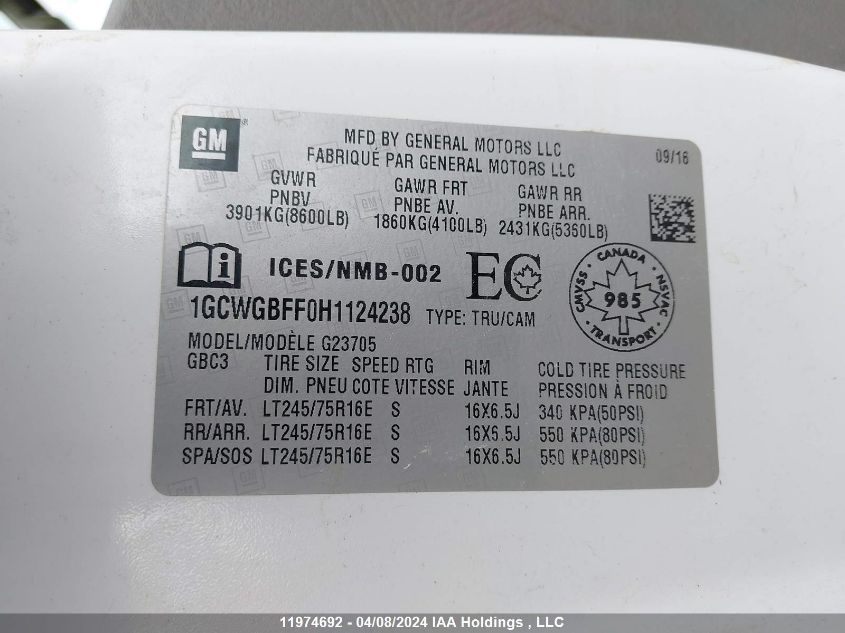 GM
MFD BY GENERAL MOTORS LLC
FABRIQUÉ PAR GENERAL MOTORS LLC
09/16
GVWR GAWR FRT GAWR RR
PNBV PNBE AV. PNBE ARR.
3901KG(8600LB) 1860KG(4100LB) 2431KG(5360LB)
ICES/NMB-002 EC
CANADA
CMVSS 985 NSVAC
TRANSPORT
1GCWGBFF0H1124238 TYPE: TRU/CAM
MODEL/MODÈLE G23705
GBC3 TIRE SIZE SPEED RTG RIM COLD TIRE PRESSURE
DIM. PNEU COTE VITESSE JANTE PRESSION À FROID
FRT/AV. LT245/75R16E S 16X6.5J 340 KPA(50PSI)
RR/ARR. LT245/75R16E S 16X6.5J 550 KPA(80PSI)
SPA/SOS LT245/75R16E S 16X6.5J 550 KPA(80PSI)
11974692 - 04/08/2024 IAA Holdings , LLC